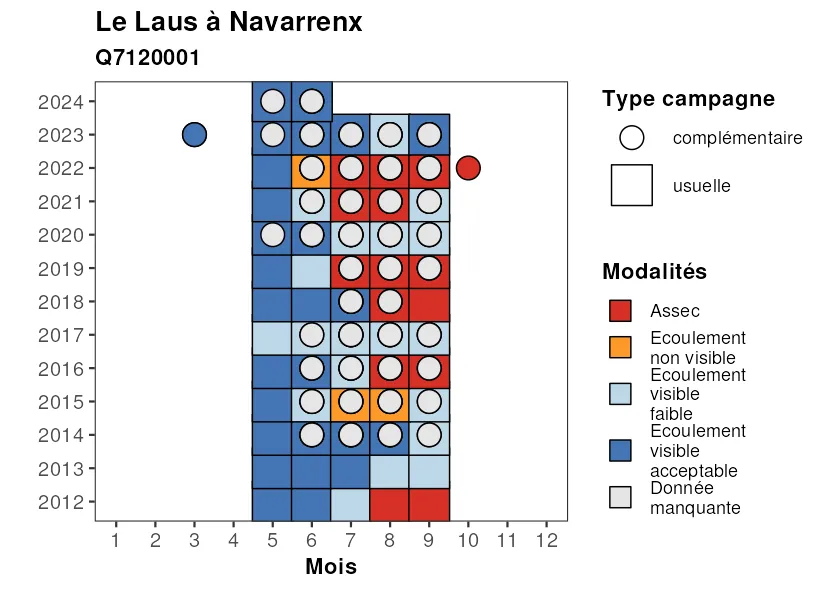 Le Laus à Navarrenx
Q7120001
2024
2023
2022
2021
2020
2019
2018
2017
2016
2015
2014
2013
2012
1 2 3 4 5 6 7 8 9 10 11 12
Mois
Type campagne
complémentaire
usuelle
Modalités
Assec
Ecoulement
non visible
Ecoulement
visible
faible
Ecoulement
visible
acceptable
Donnée
manquante